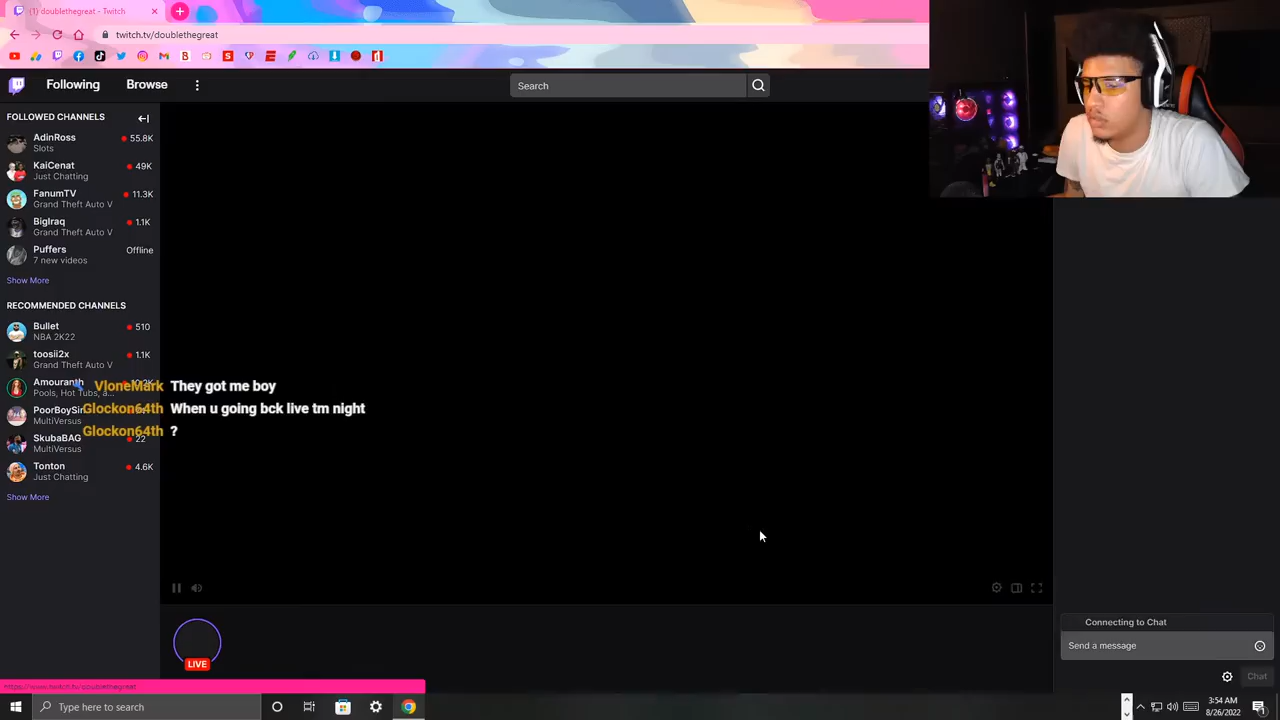 (1) doublethegreat - Twitch
twitch.tv/doublethegreat
Following
Browse
Search
FOLLOWED CHANNELS
AdinRoss
55.8K
Slots
KaiCenat
49K
Just Chatting
FanumTV
11.3K
Grand Theft Auto V
BigIraq
1.1K
Grand Theft Auto V
Puffers
Offline
7 new videos
Show More
RECOMMENDED CHANNELS
Bullet
510
NBA 2K22
toosii2x
1.1K
Grand Theft Auto V
Amouranth
Pools, Hot Tubs, a...
MultiVersus
SkubaBAG
22
MultiVersus
Tonton
4.6K
Just Chatting
Show More
VloneMark They got me boy
Glockon64th When u going bck live tm night
Glockon64th ?
LIVE
Connecting to Chat
Send a message
Chat
https://www.twitch.tv/doublethegreat
Type here to search
3:54 AM
8/26/2022